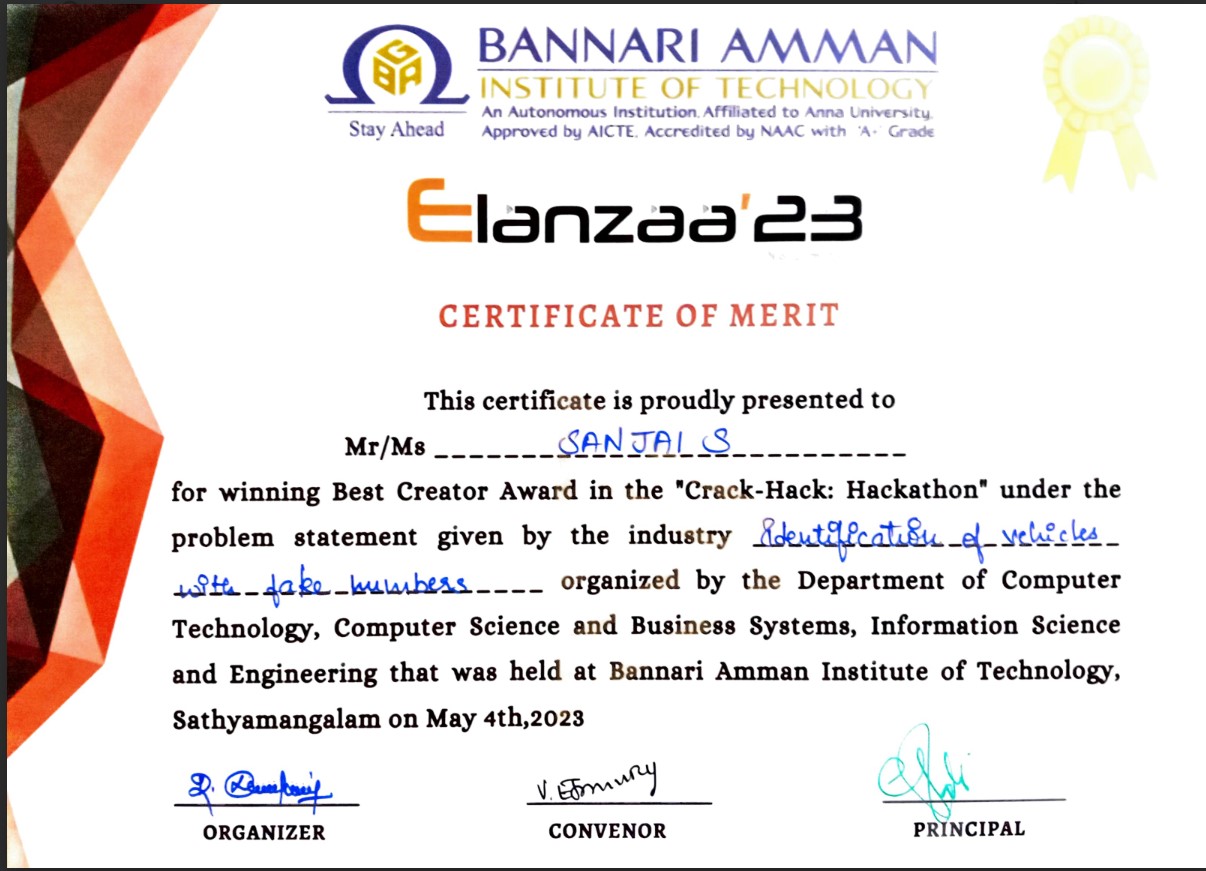 GBA
Stay Ahead
BANNARI AMMAN
INSTITUTE OF TECHNOLOGY
An Autonomous Institution, Affiliated to Anna University,
Approved by AICTE, Accredited by NAAC with 'A+' Grade
Elanzaa'23
CERTIFICATE OF MERIT
This certificate is proudly presented to
Mr/Ms SANJAI S
for winning Best Creator Award in the "Crack-Hack: Hackathon" under the
problem statement given by the industry Identification of vehicles
with fake numbers organized by the Department of Computer
Technology, Computer Science and Business Systems, Information Science
and Engineering that was held at Bannari Amman Institute of Technology,
Sathyamangalam on May 4th,2023
ORGANIZER
CONVENOR
PRINCIPAL